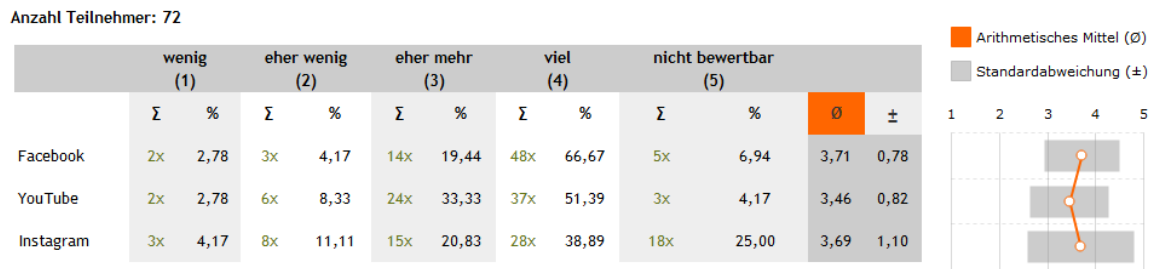 Anzahl Teilnehmer: 72
Arithmetisches Mittel (Ø)
Standardabweichung (±)
wenig eher wenig eher mehr viel nicht bewertbar
(1) (2) (3) (4) (5)
Σ % Σ % Σ % Σ % Σ % Ø ± 1 2 3 4 5
Facebook 2x 2,78 3x 4,17 14x 19,44 48x 66,67 5x 6,94 3,71 0,78
YouTube 2x 2,78 6x 8,33 24x 33,33 37x 51,39 3x 4,17 3,46 0,82
Instagram 3x 4,17 8x 11,11 15x 20,83 28x 38,89 18x 25,00 3,69 1,10